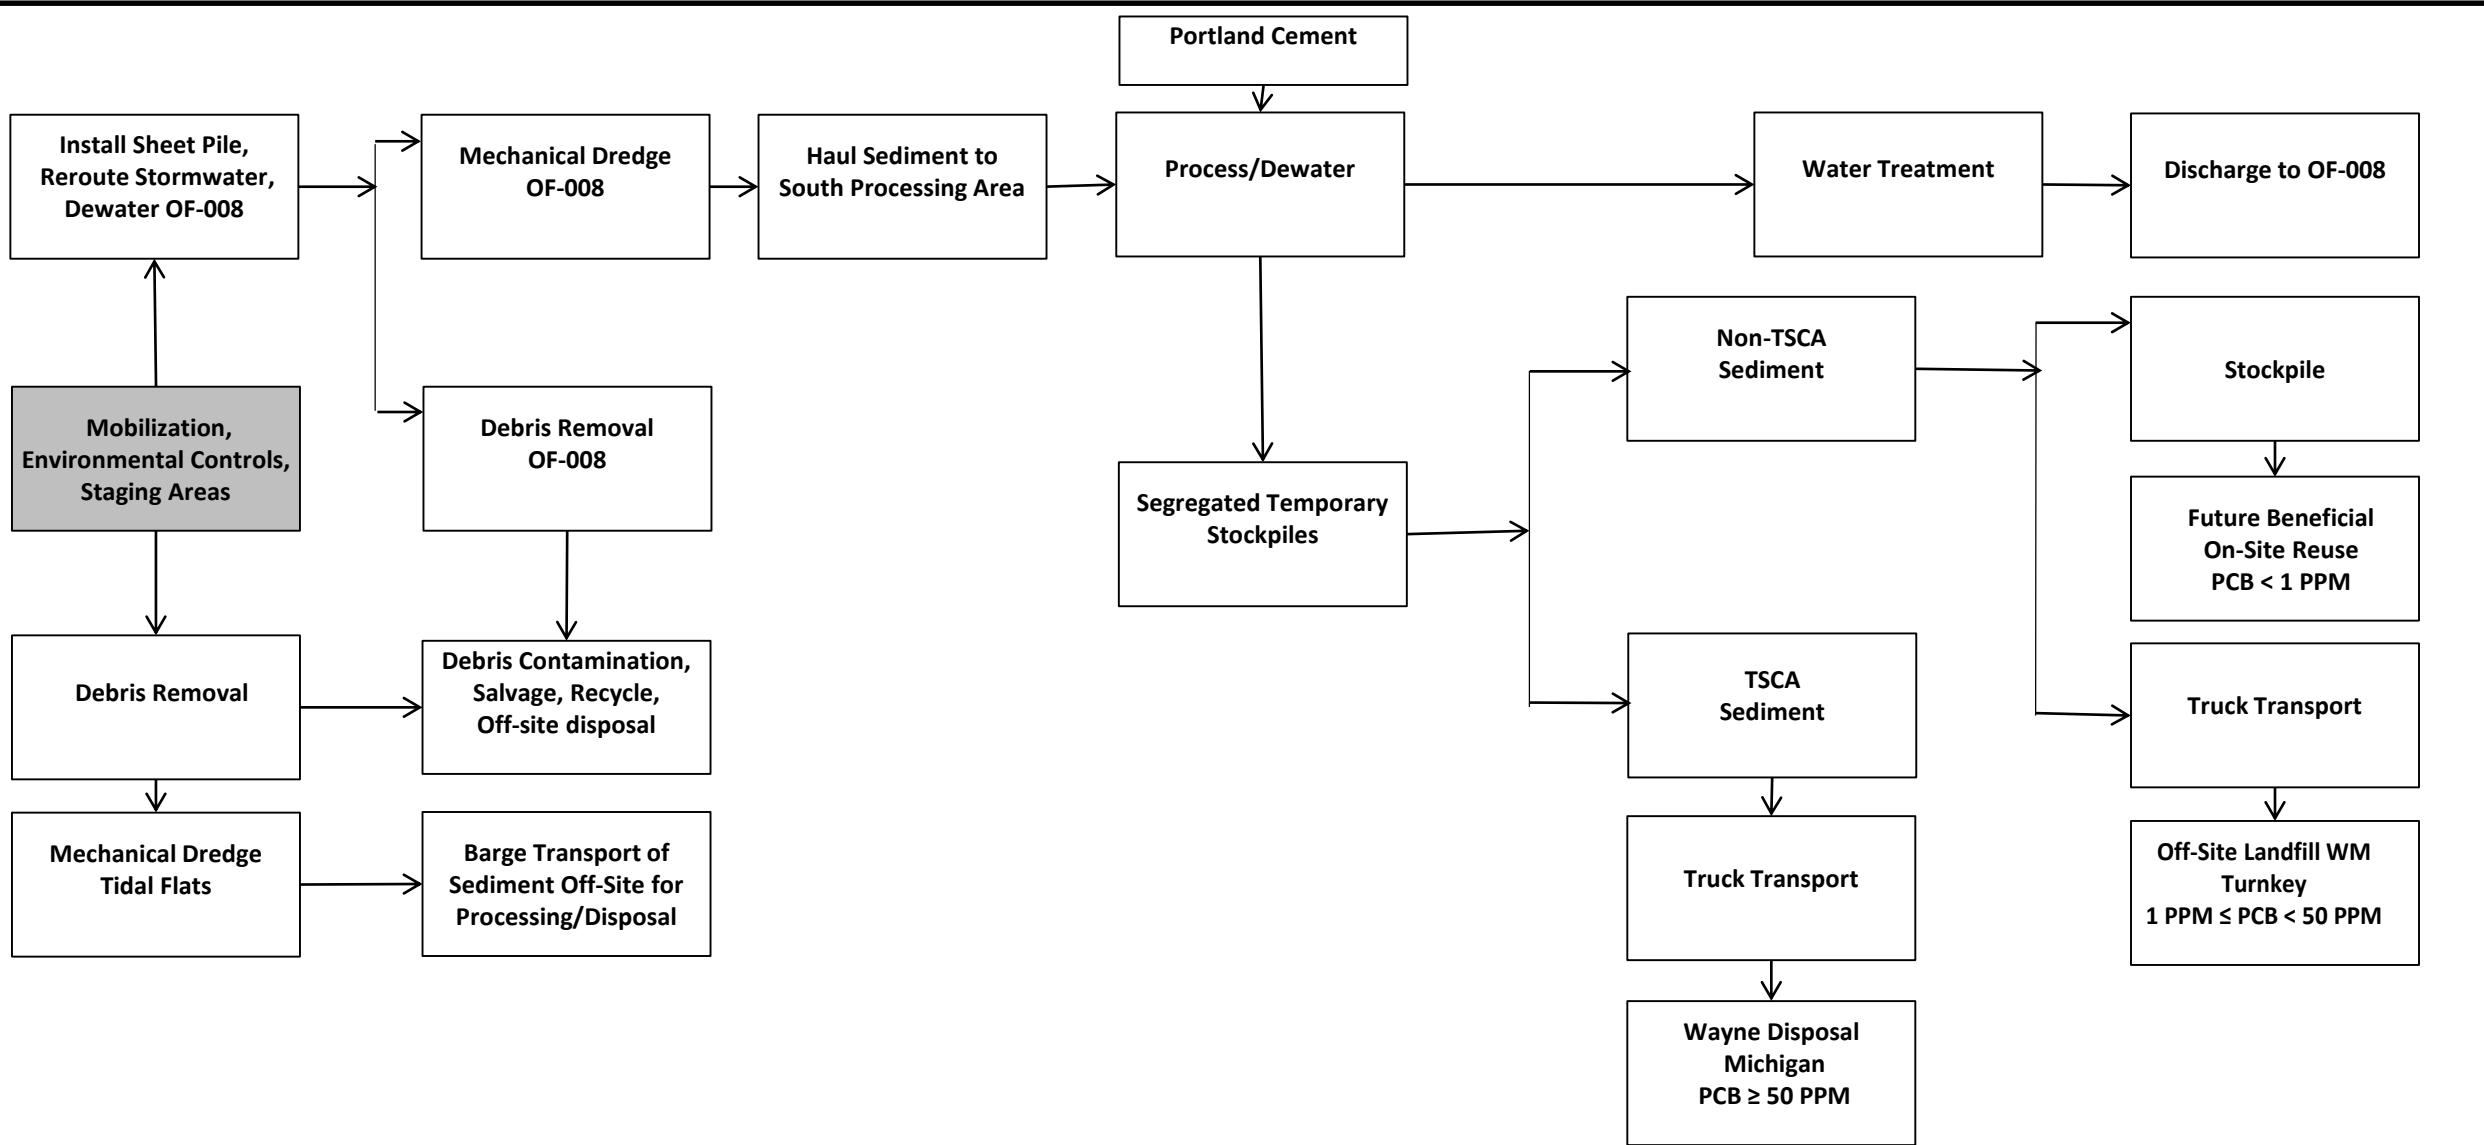 Portland Cement
Install Sheet Pile,
Reroute Stormwater,
Dewater OF-008
Mechanical Dredge
OF-008
Haul Sediment to
South Processing Area
Process/Dewater
Water Treatment
Discharge to OF-008
Mobilization,
Environmental Controls,
Staging Areas
Debris Removal
OF-008
Segregated Temporary
Stockpiles
Non-TSCA
Sediment
Stockpile
Future Beneficial
On-Site Reuse
PCB < 1 PPM
Debris Removal
Debris Contamination,
Salvage, Recycle,
Off-site disposal
TSCA
Sediment
Truck Transport
Mechanical Dredge
Tidal Flats
Barge Transport of
Sediment Off-Site for
Processing/Disposal
Truck Transport
Off-Site Landfill WM
Turnkey
1 PPM ≤ PCB < 50 PPM
Wayne Disposal
Michigan
PCB ≥ 50 PPM